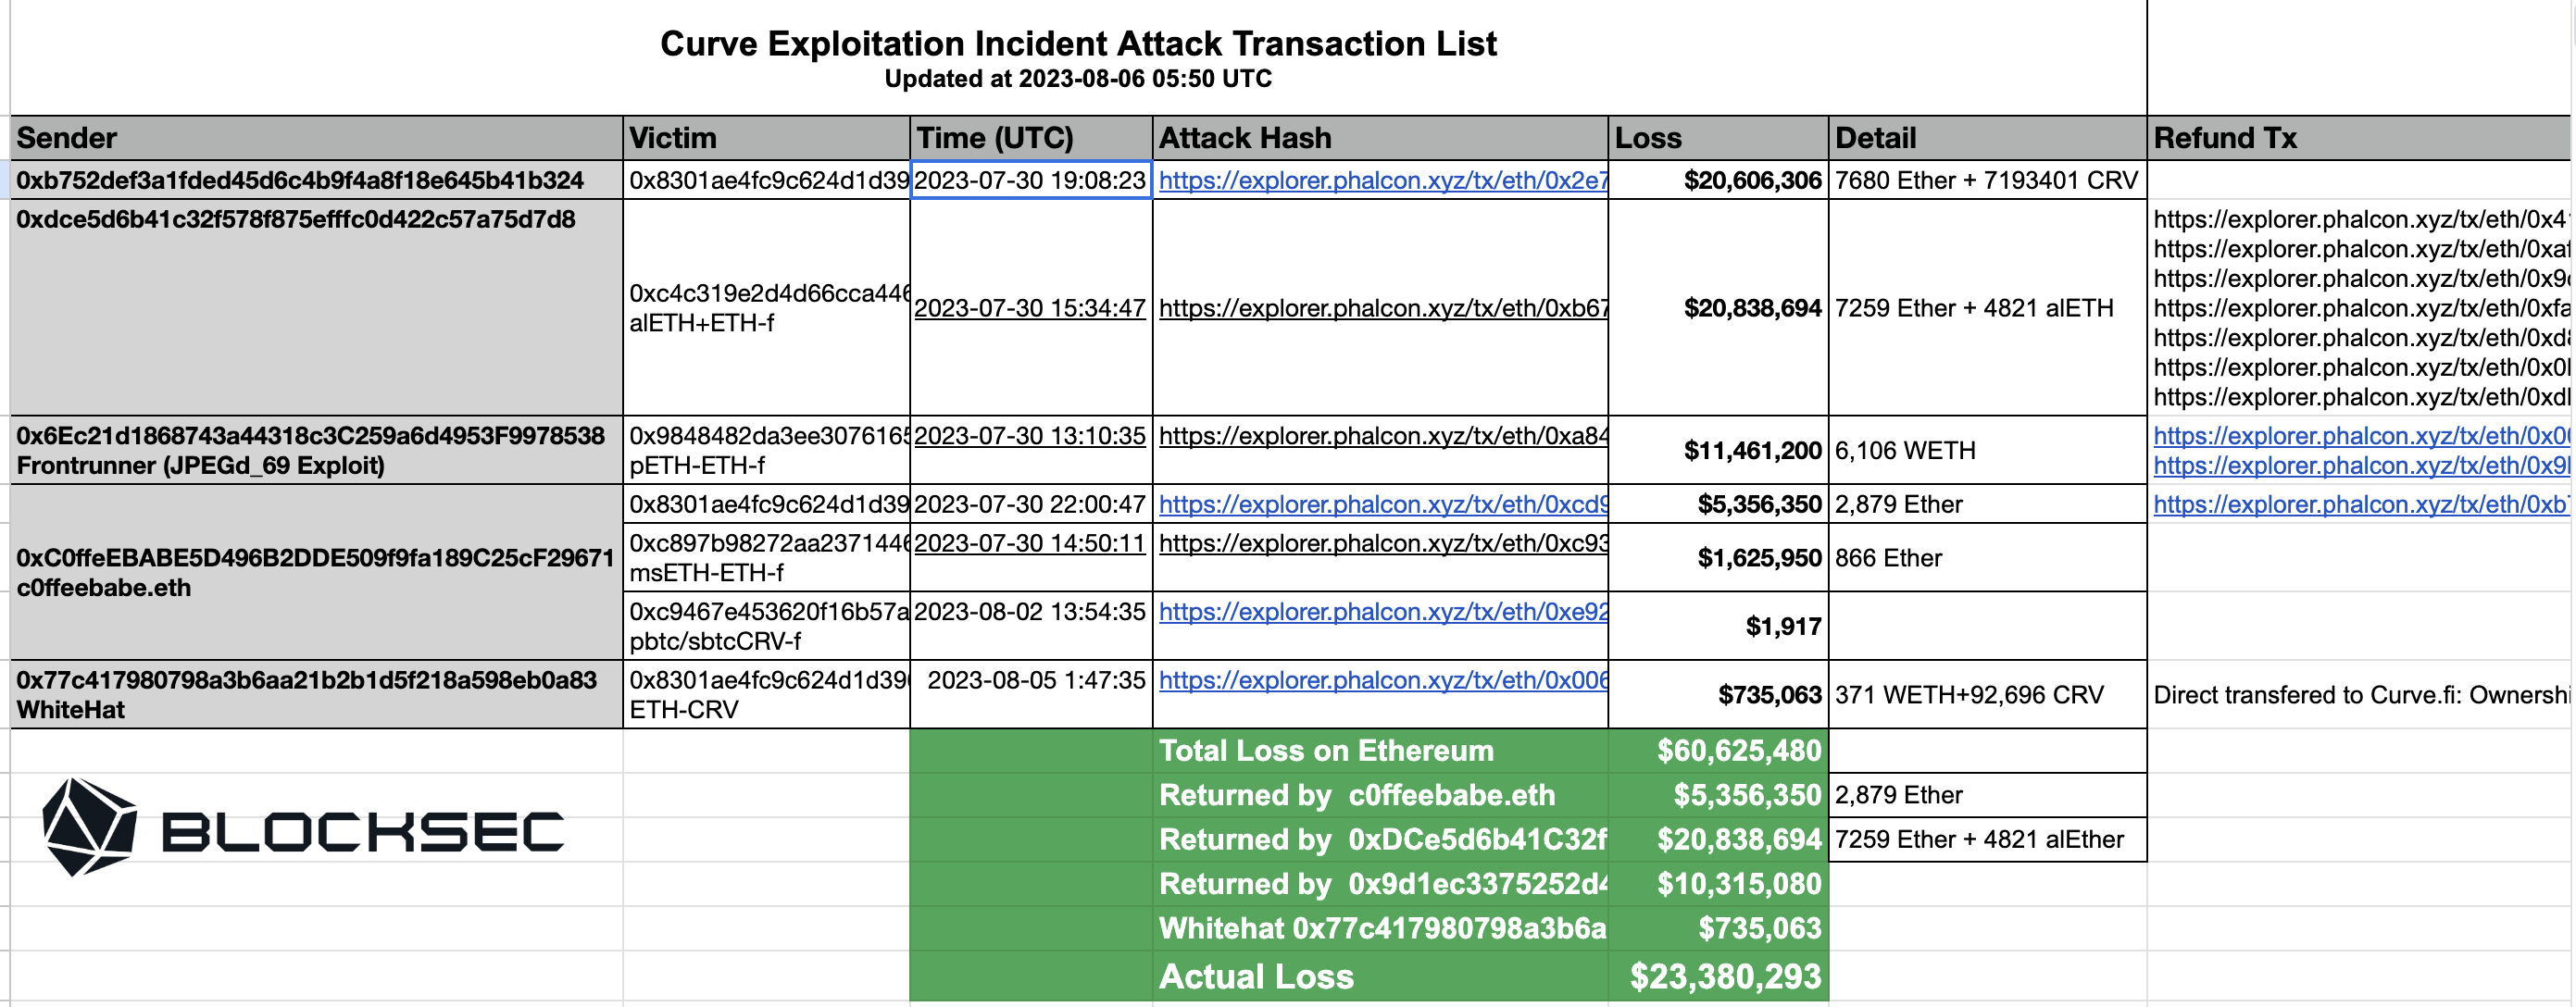 Curve Exploitation Incident Attack Transaction List
Updated at 2023-08-06 05:50 UTC
Sender Victim Time (UTC) Attack Hash Loss Detail Refund Tx
0xb752def3a1fded45d6c4b9f4a8f18e645b41b324 0x8301ae4fc9c624d1d39 2023-07-30 19:08:23 https://explorer.phalcon.xyz/tx/eth/0x2e7 $20,606,306 7680 Ether + 7193401 CRV
0xdce5d6b41c32f578f875efffc0d422c57a75d7d8
0xc4c319e2d4d66cca446
alETH+ETH-f
2023-07-30 15:34:47 https://explorer.phalcon.xyz/tx/eth/0xb67 $20,838,694 7259 Ether + 4821 alETH
https://explorer.phalcon.xyz/tx/eth/0x4
https://explorer.phalcon.xyz/tx/eth/0xa
https://explorer.phalcon.xyz/tx/eth/0x9
https://explorer.phalcon.xyz/tx/eth/0xfa
https://explorer.phalcon.xyz/tx/eth/0xd
https://explorer.phalcon.xyz/tx/eth/0x0
https://explorer.phalcon.xyz/tx/eth/0xd
0x6Ec21d1868743a44318c3C259a6d4953F9978538
Frontrunner (JPEGd_69 Exploit)
0x9848482da3ee3076165
pETH-ETH-f
2023-07-30 13:10:35 https://explorer.phalcon.xyz/tx/eth/0xa84 $11,461,200 6,106 WETH
https://explorer.phalcon.xyz/tx/eth/0x0
https://explorer.phalcon.xyz/tx/eth/0x9
0xC0ffeEBABE5D496B2DDE509f9fa189C25cF29671
c0ffeebabe.eth
0x8301ae4fc9c624d1d39 2023-07-30 22:00:47 https://explorer.phalcon.xyz/tx/eth/0xcd9 $5,356,350 2,879 Ether https://explorer.phalcon.xyz/tx/eth/0xb
0xc897b98272aa2371446
msETH-ETH-f
2023-07-30 14:50:11 https://explorer.phalcon.xyz/tx/eth/0xc93 $1,625,950 866 Ether
0xc9467e453620f16b57a
pbtc/sbtcCRV-f
2023-08-02 13:54:35 https://explorer.phalcon.xyz/tx/eth/0xe92 $1,917
0x77c417980798a3b6aa21b2b1d5f218a598eb0a83
WhiteHat
0x8301ae4fc9c624d1d39
ETH-CRV
2023-08-05 1:47:35 https://explorer.phalcon.xyz/tx/eth/0x006 $735,063 371 WETH+92,696 CRV Direct transfered to Curve.fi: Ownershi
Total Loss on Ethereum $60,625,480
Returned by c0ffeebabe.eth $5,356,350 2,879 Ether
Returned by 0xDCe5d6b41C32f $20,838,694 7259 Ether + 4821 alEther
Returned by 0x9d1ec3375252d4 $10,315,080
Whitehat 0x77c417980798a3b6a $735,063
Actual Loss $23,380,293
BLOCKSEC